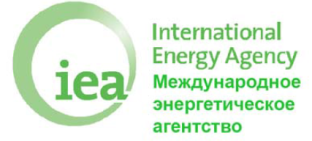 iea
International
Energy Agency
Международное
энергетическое
агентство